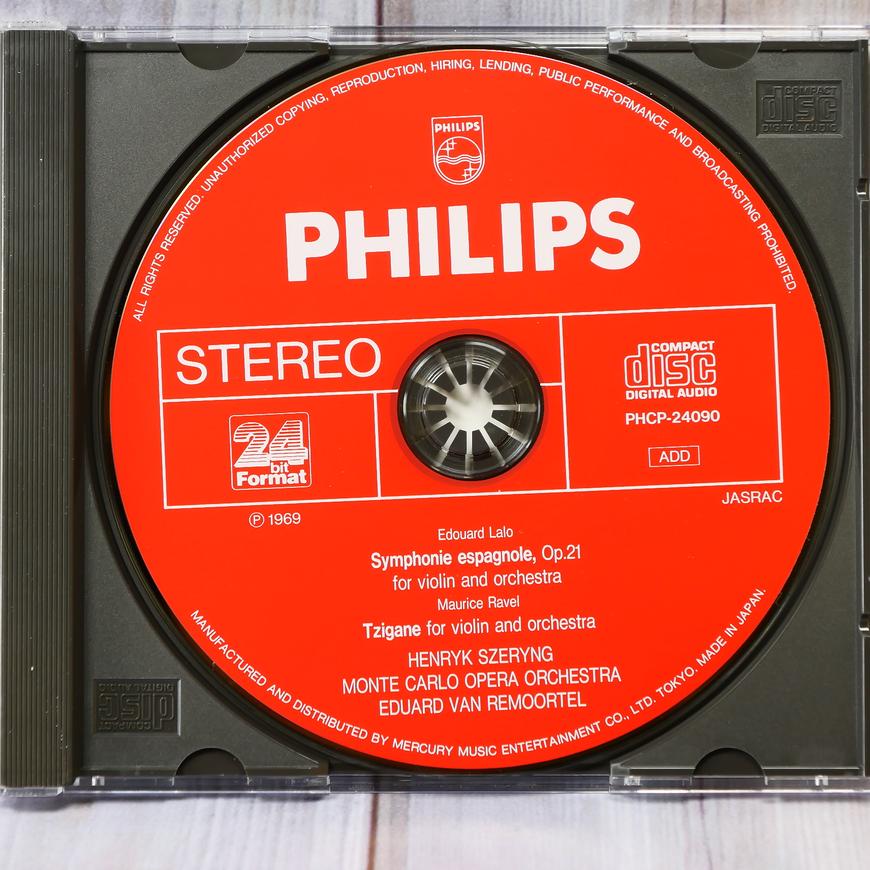 ALL RIGHTS RESERVED. UNAUTHORIZED COPYING, REPRODUCTION, HIRING, LENDING, PUBLIC PERFORMANCE AND BROADCASTING PROHIBITED.
PHILIPS
PHILIPS
STEREO
24
bit
Format
COMPACT
disc
DIGITAL AUDIO
PHCP-24090
ADD
JASRAC
Ⓟ 1969
Edouard Lalo
Symphonie espagnole, Op.21
for violin and orchestra
Maurice Ravel
Tzigane for violin and orchestra
HENRYK SZERYNG
MONTE CARLO OPERA ORCHESTRA
EDUARD VAN REMOORTEL
MANUFACTURED AND DISTRIBUTED BY MERCURY MUSIC ENTERTAINMENT CO., LTD. TOKYO. MADE IN JAPAN.
COMPACT
disc
DIGITAL AUDIO
COMPACT
disc
DIGITAL AUDIO